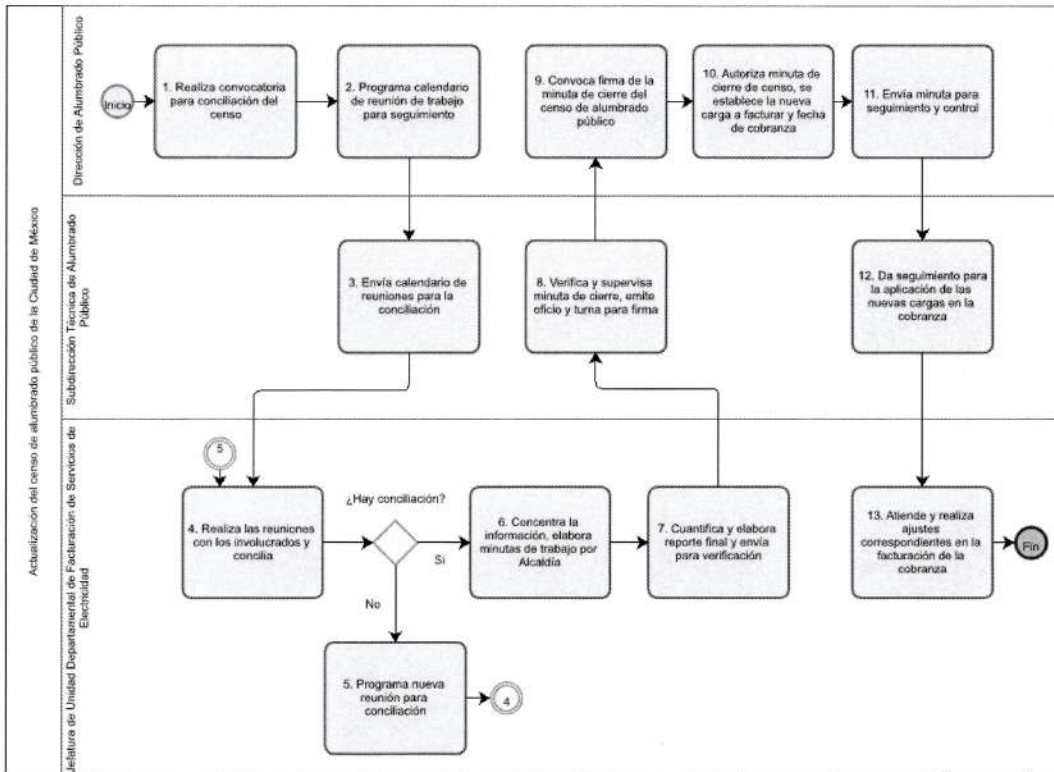 Actualización del censo de alumbrado público de la Ciudad de México
Dirección de Alumbrado Público
Inicio
1. Realiza convocatoria
para conciliación del
censo
2. Programa calendario
de reunión de trabajo
para seguimiento
9. Convoca firma de la
minuta de cierre del
censo de alumbrado
público
10. Autoriza minuta de
cierre de censo, se
establece la nueva
carga a facturar y fecha
de cobranza
11. Envía minuta para
seguimiento y control
Subdirección Técnica de Alumbrado
Público
3. Envía calendario de
reuniones para la
conciliación
8. Verifica y supervisa
minuta de cierre, emite
oficio y turna para firma
12. Da seguimiento para
la aplicación de las
nuevas cargas en la
cobranza
Jefatura de Unidad Departamental de Facturación de Servicios de
Electricidad
5
4. Realiza las reuniones
con los involucrados y
concilia
¿Hay conciliación?
Sí
No
6. Concentra la
información, elabora
minutas de trabajo por
Alcaldía
7. Cuantifica y elabora
reporte final y envía
para verificación
13. Atiende y realiza
ajustes
correspondientes en la
facturación de la
cobranza
Fin
5. Programa nueva
reunión para
conciliación
4